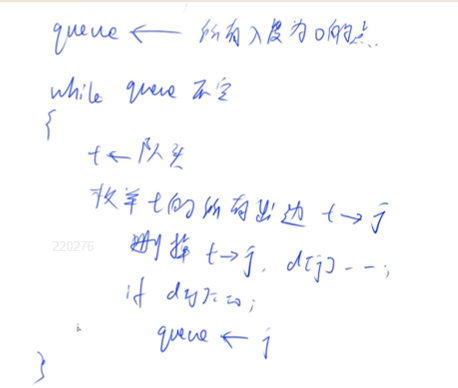 queue ← 所有入度为0的点.
while queue 不空
{
t ← 队头
枚举 t 的所有出边 t → j
删掉 t → j, d[j]--;
220276
if d[j] == 0;
queue ← j
}